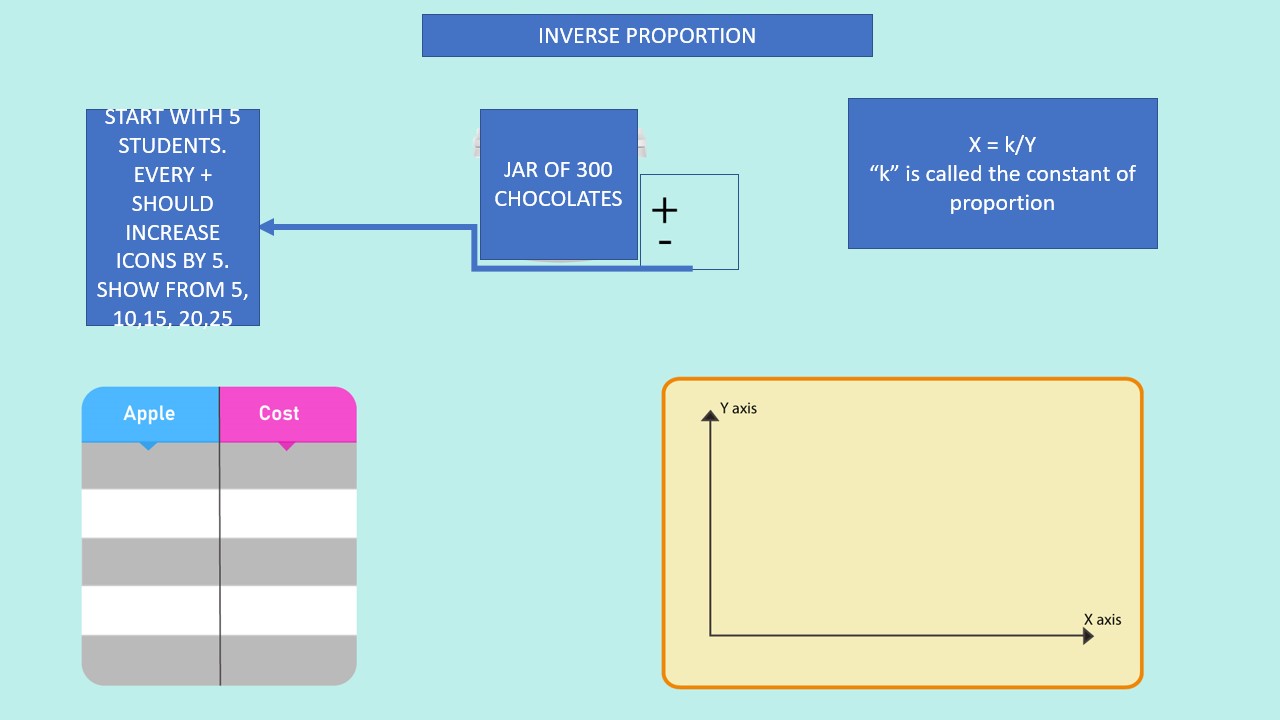 INVERSE PROPORTION
START WITH 5
STUDENTS.
EVERY +
SHOULD
INCREASE
ICONS BY 5.
SHOW FROM 5,
10,15, 20,25
JAR OF 300
CHOCOLATES
+
-
X = k/Y
“k” is called the constant of
proportion
Apple Cost
Y axis
X axis